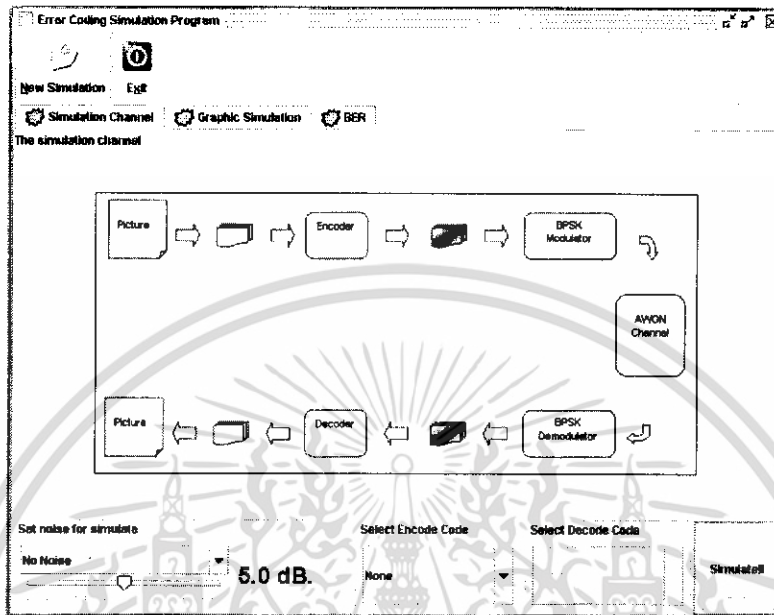 Error Coding Simulation Program
New Simulation
Exit
Simulation Channel
Graphic Simulation
BER
The simulation channel
Picture
Encoder
BPSK
Modulator
AWGN
Channel
Picture
Decoder
BPSK
Demodulator
Set noise for simulate
Select Encode Code
Select Decode Code
No Noise
5.0 dB.
None
Simulate!!